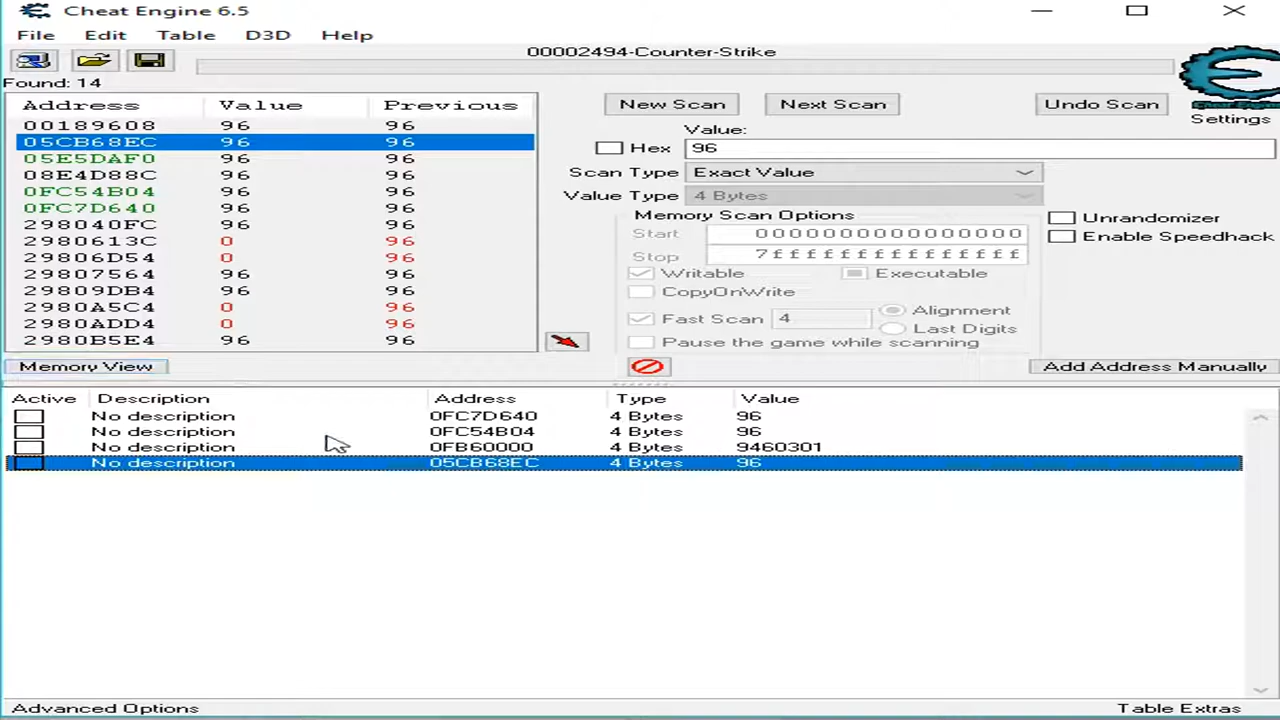 Cheat Engine 6.5
File Edit Table D3D Help
00002494-Counter-Strike
Found: 14
Address Value Previous
00189608 96 96
05CB68EC 96 96
05E5DAF0 96 96
08E4D88C 96 96
0FC54B04 96 96
0FC7D640 96 96
298040FC 96 96
2980613C 0 96
29806D54 0 96
29807564 96 96
29809DB4 96 96
2980A5C4 0 96
2980ADD4 0 96
2980B5E4 96 96
New Scan Next Scan Undo Scan
Cheat Engine
Settings
Value:
Hex 96
Scan Type Exact Value
Value Type 4 Bytes
Memory Scan Options
Start 0000000000000000
Stop 7fffffffffffffff
Writable Executable
CopyOnWrite
Fast Scan 4 Alignment
Last Digits
Pause the game while scanning
Unrandomizer
Enable Speedhack
Memory View Add Address Manually
Active Description Address Type Value
No description 0FC7D640 4 Bytes 96
No description 0FC54B04 4 Bytes 96
No description 0FB60000 4 Bytes 9460301
No description 05CB68EC 4 Bytes 96
Advanced Options Table Extras